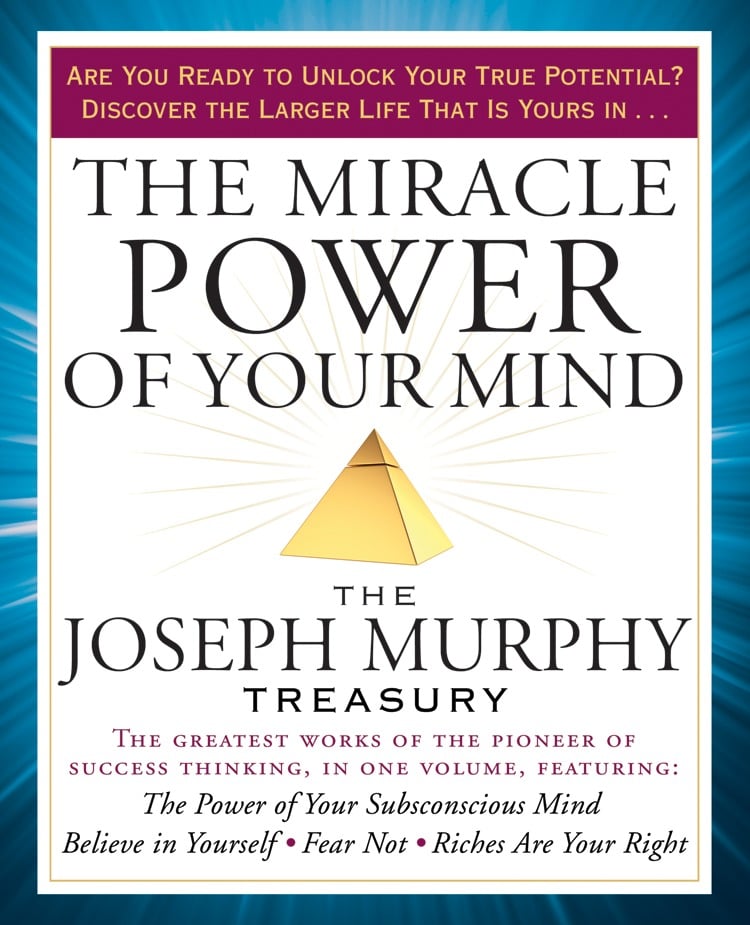 ARE YOU READY TO UNLOCK YOUR TRUE POTENTIAL?
DISCOVER THE LARGER LIFE THAT IS YOURS IN...
THE MIRACLE
POWER
OF YOUR MIND
THE
JOSEPH MURPHY
TREASURY
THE GREATEST WORKS OF THE PIONEER OF
SUCCESS THINKING, IN ONE VOLUME, FEATURING:
The Power of Your Subsconscious Mind
Believe in Yourself • Fear Not • Riches Are Your Right